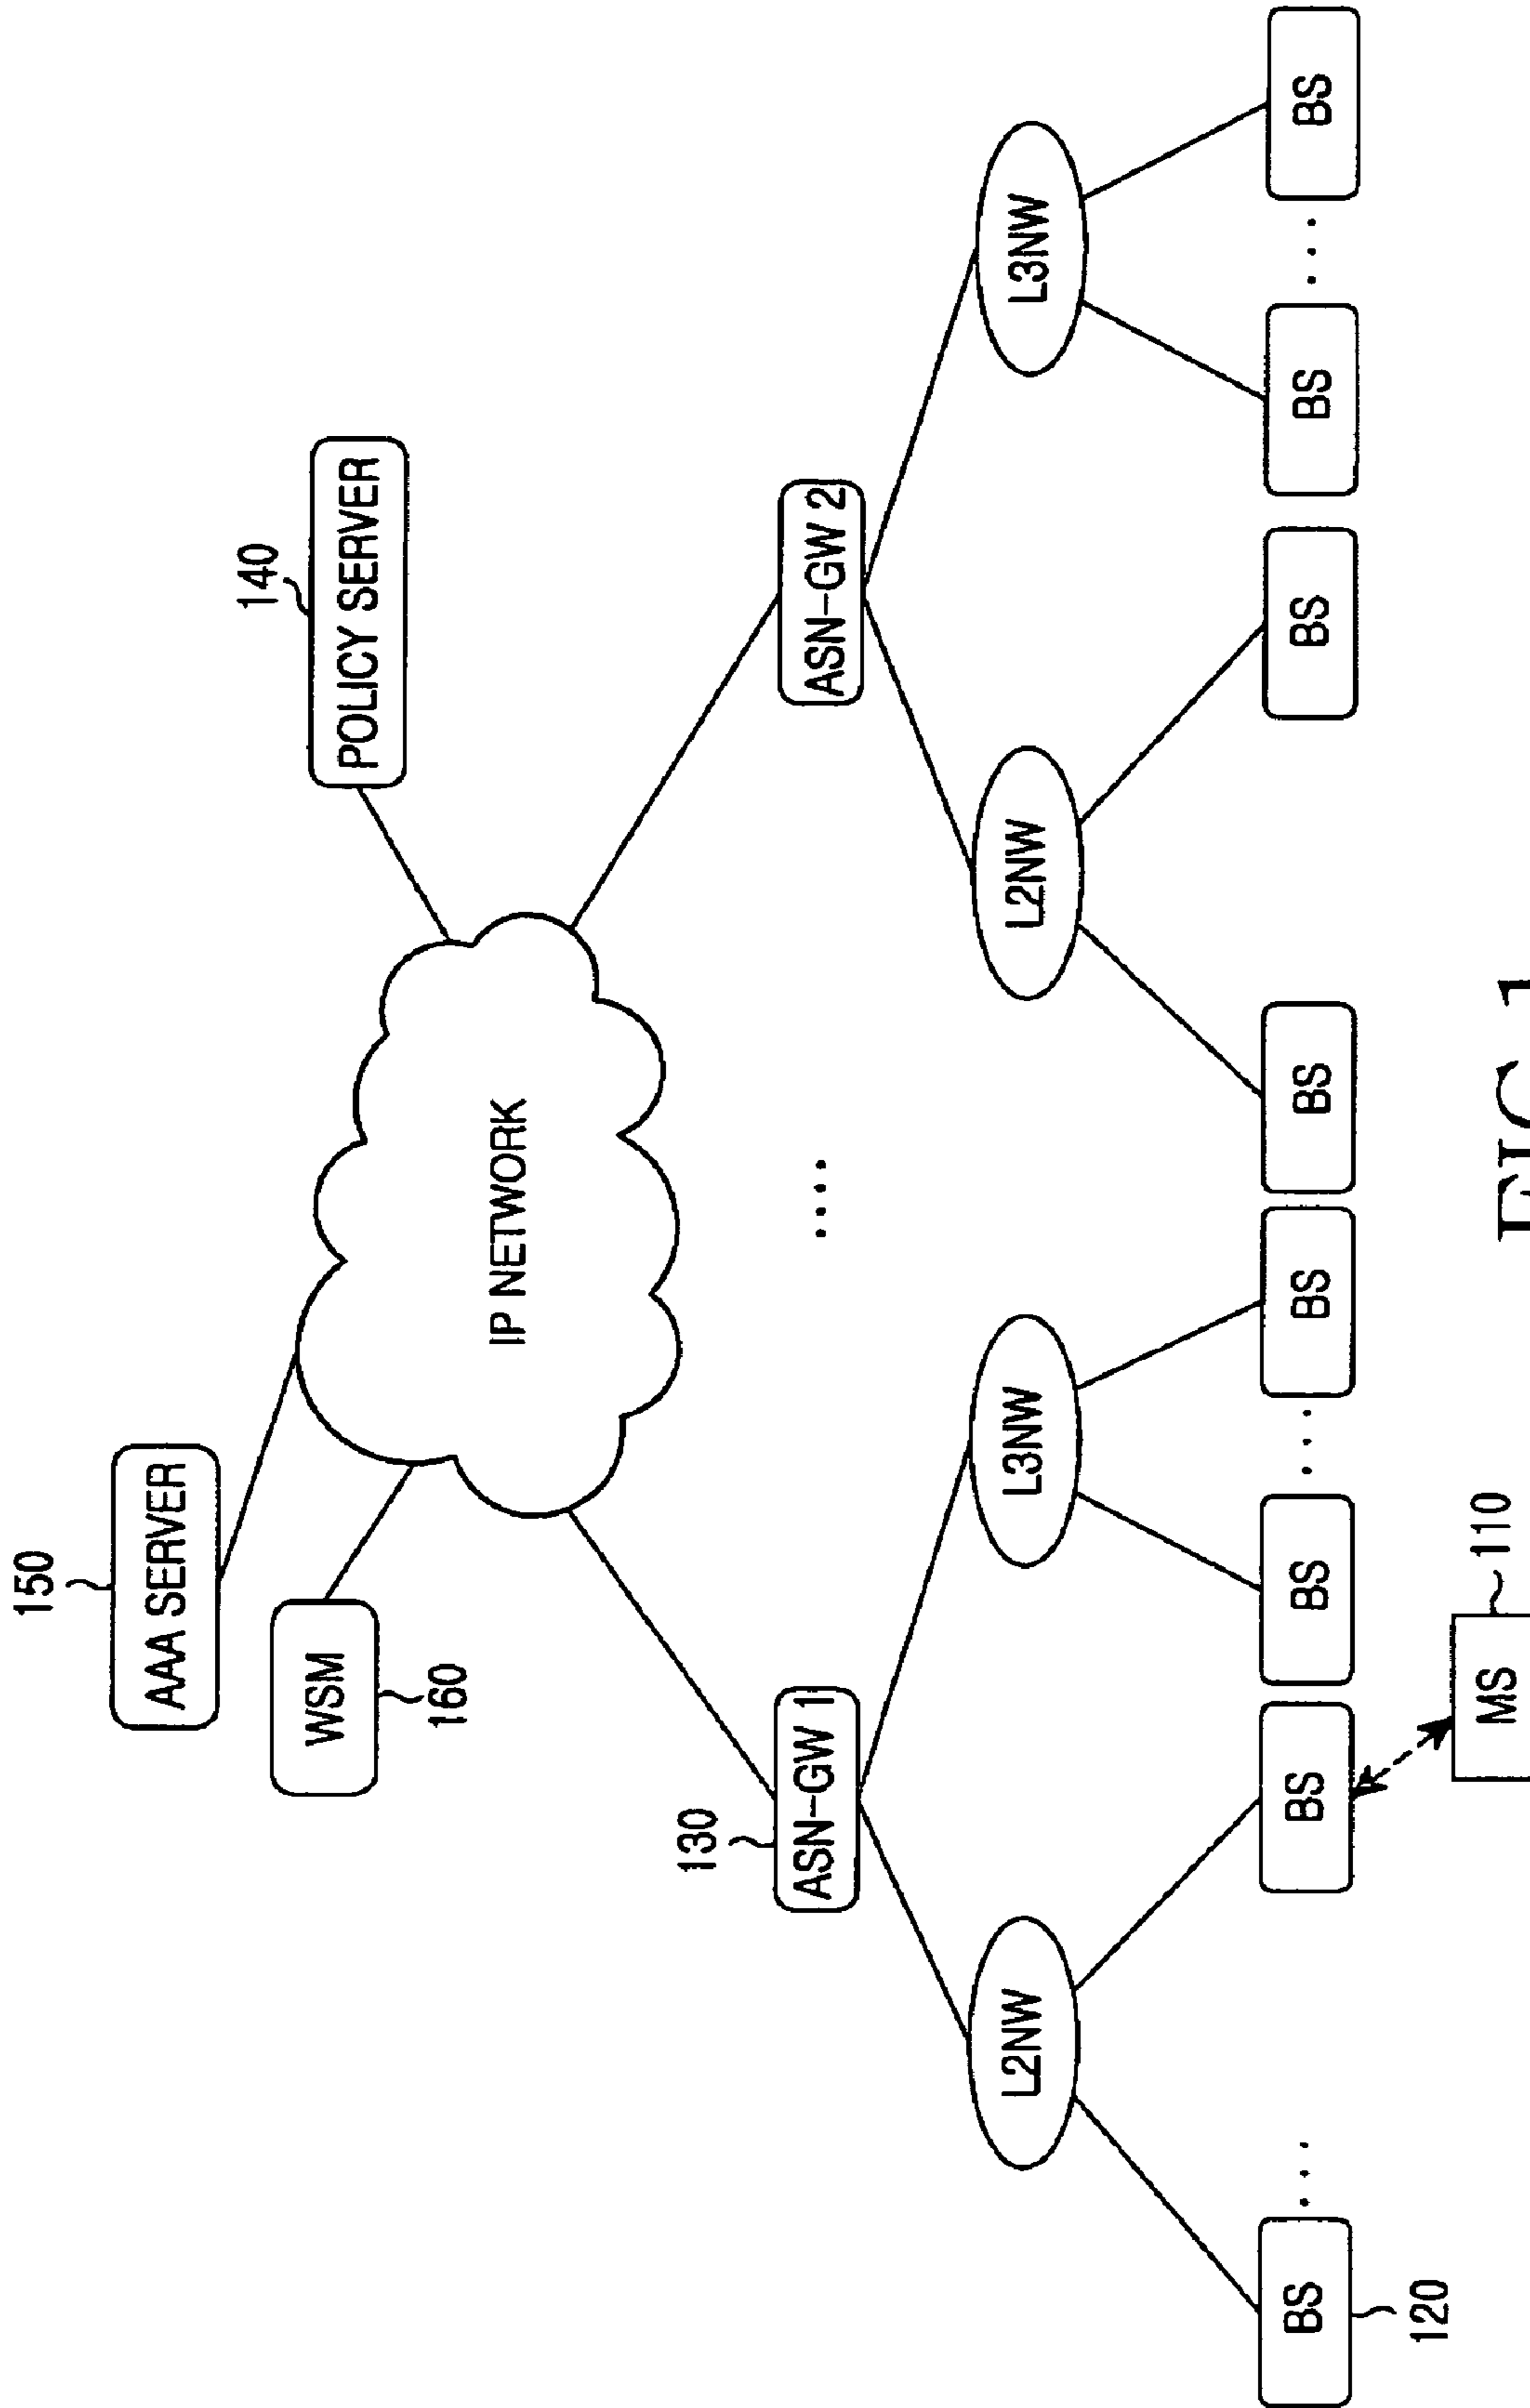 150
AAA SERVER
WSM
160
140
POLICY SERVER
IP NETWORK
130
ASN-GW 1
....
ASN-GW 2
L2NW
L3NW
L2NW
L3NW
BS
...
BS
BS
...
BS
BS
BS
BS
...
BS
120
MS
110
FIG. 1